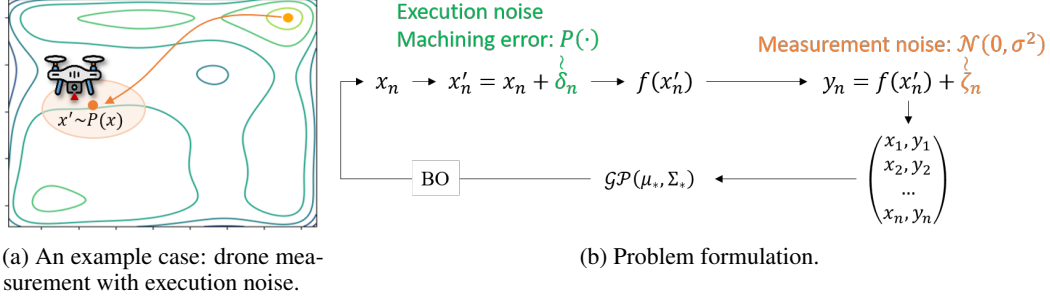 x′~P(x)
(a) An example case: drone mea-
surement with execution noise.
Execution noise
Machining error: P(·)
Measurement noise: 𝒩(0, σ²)
xₙ → x′ₙ = xₙ + δₙ → f(x′ₙ) → yₙ = f(x′ₙ) + ζₙ
x₁, y₁
x₂, y₂
...
xₙ, yₙ
BO
𝒢𝒫(μ∗, Σ∗)
(b) Problem formulation.